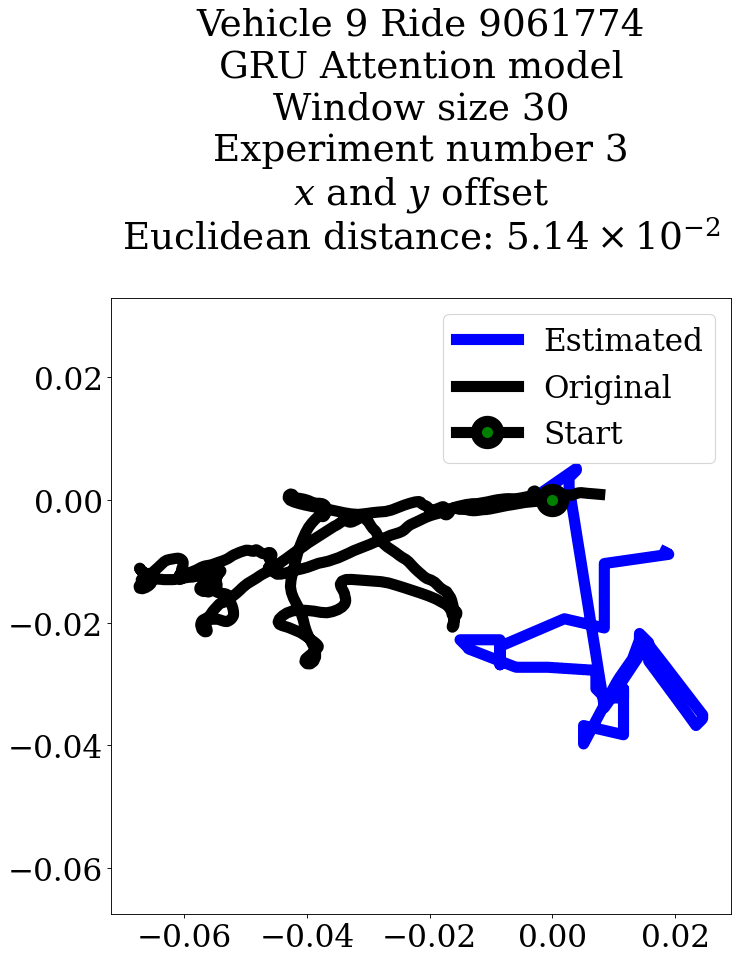 Vehicle 9 Ride 9061774
GRU Attention model
Window size 30
Experiment number 3
x and y offset
Euclidean distance: 5.14 × 10⁻²
Estimated
Original
Start
0.02
0.00
−0.02
−0.04
−0.06
−0.06 −0.04 −0.02 0.00 0.02